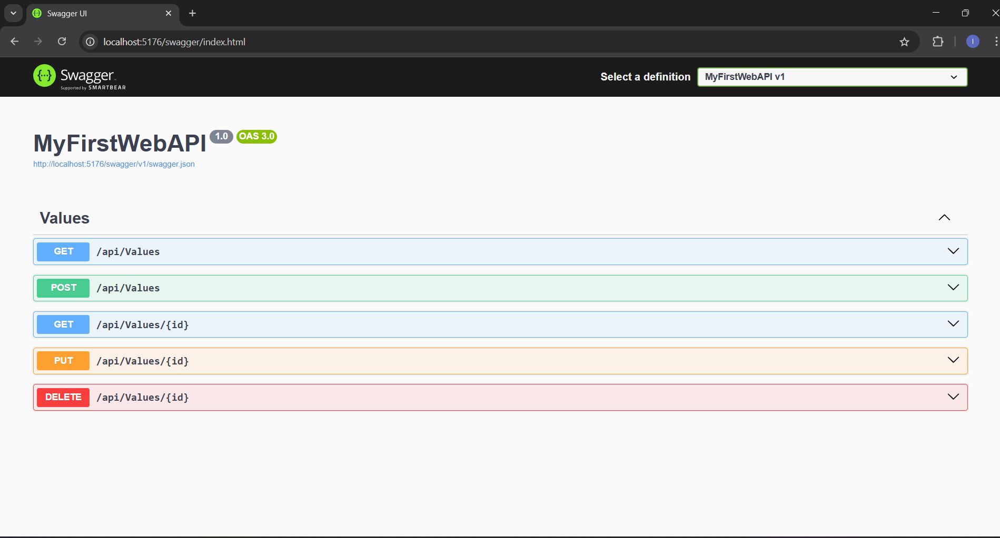 Swagger UI
localhost:5176/swagger/index.html
I
Swagger
Supported by SMARTBEAR
Select a definition
MyFirstWebAPI v1
MyFirstWebAPI 1.0 OAS 3.0
http://localhost:5176/swagger/v1/swagger.json
Values
GET /api/Values
POST /api/Values
GET /api/Values/{id}
PUT /api/Values/{id}
DELETE /api/Values/{id}